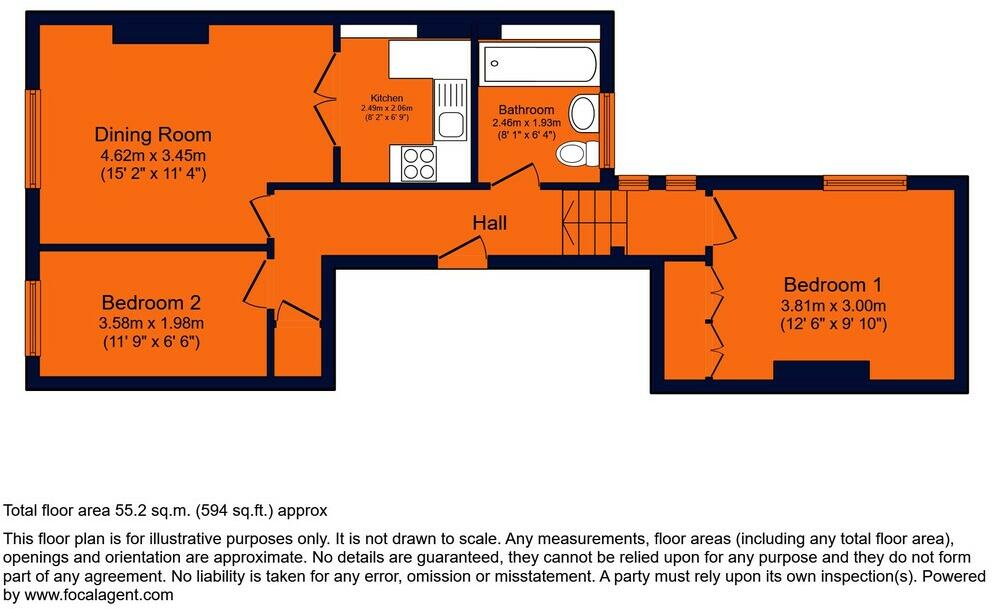 Dining Room
4.62m x 3.45m
(15' 2" x 11' 4")
Kitchen
2.49m x 2.06m
(8' 2" x 6' 9")
Bathroom
2.46m x 1.93m
(8' 1" x 6' 4")
Hall
Bedroom 2
3.58m x 1.98m
(11' 9" x 6' 6")
Bedroom 1
3.81m x 3.00m
(12' 6" x 9' 10")
Total floor area 55.2 sq.m. (594 sq.ft.) approx
This floor plan is for illustrative purposes only. It is not drawn to scale. Any measurements, floor areas (including any total floor area),
openings and orientation are approximate. No details are guaranteed, they cannot be relied upon for any purpose and they do not form
part of any agreement. No liability is taken for any error, omission or misstatement. A party must rely upon its own inspection(s). Powered
by www.focalagent.com